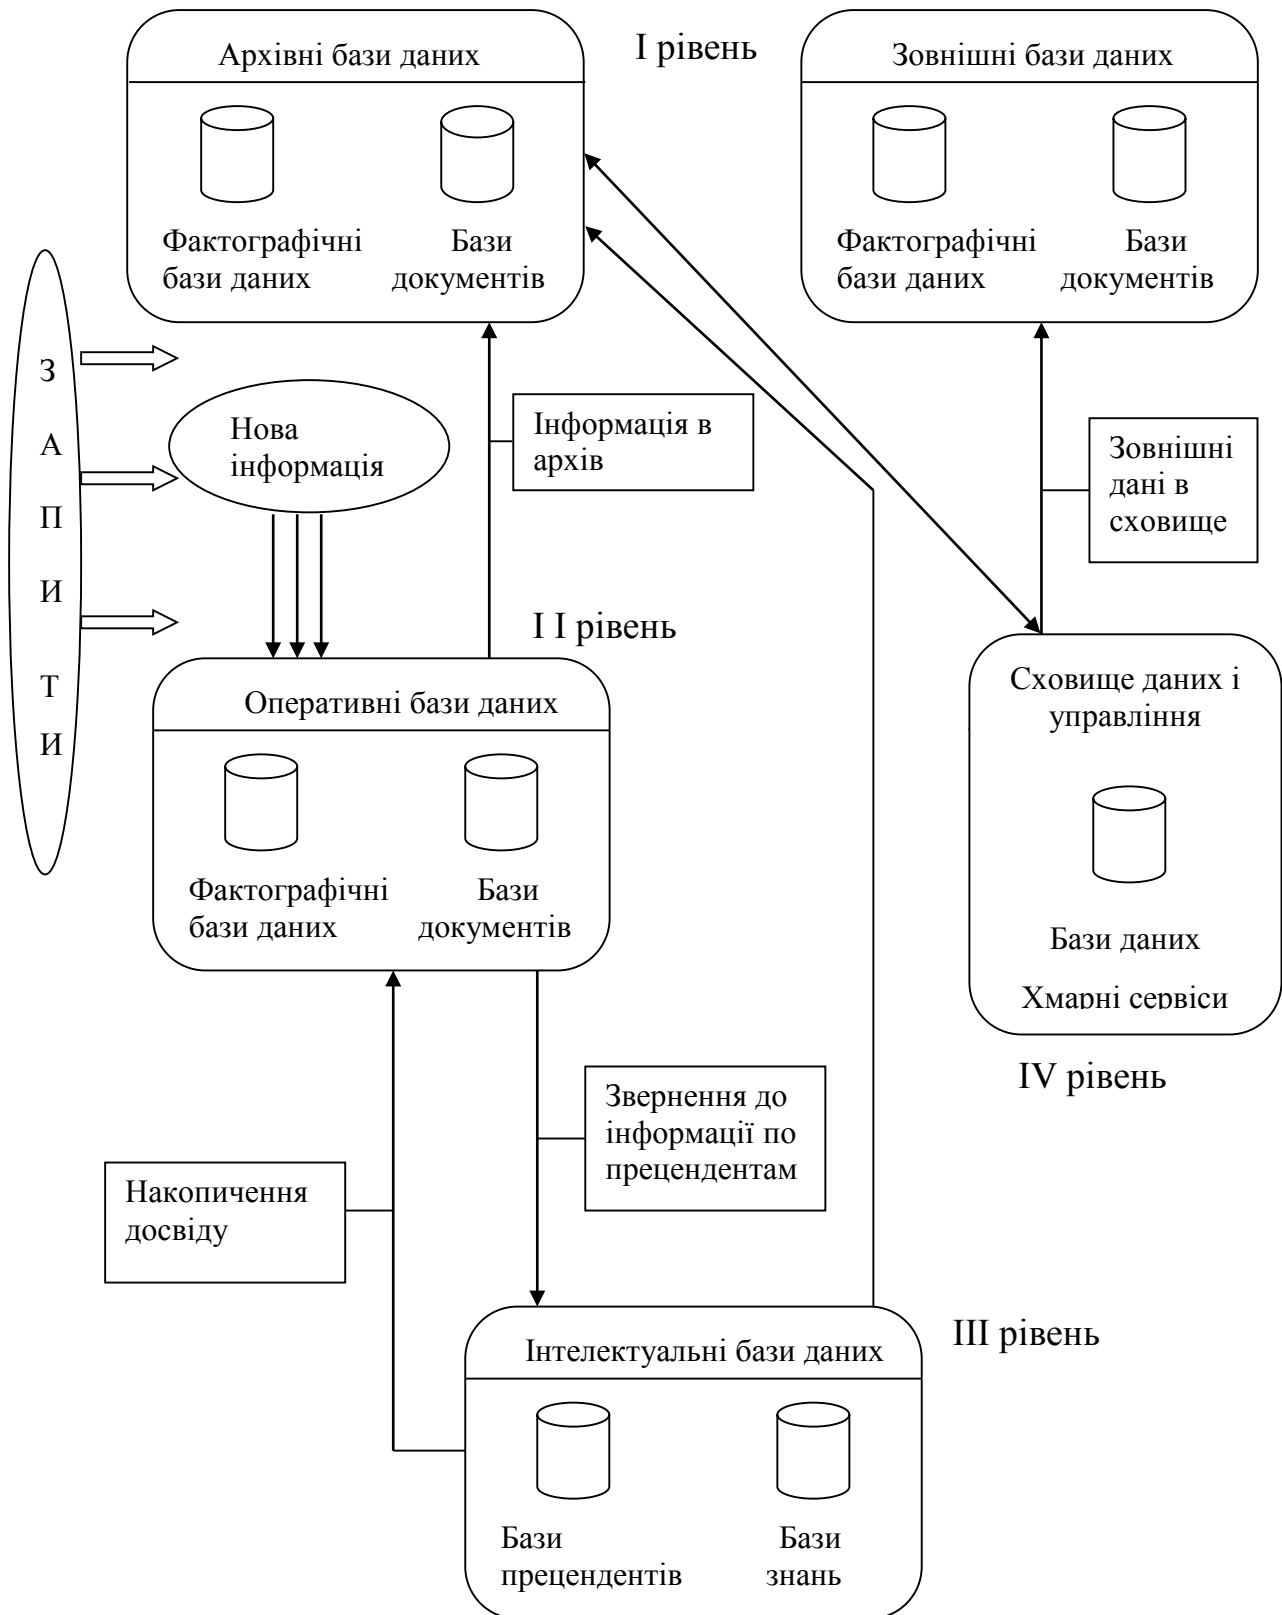 Архівні бази даних
Фактографічні
бази даних
Бази
документів
I рівень
Зовнішні бази даних
Фактографічні
бази даних
Бази
документів
З
А
П
И
Т
И
Нова
інформація
Інформація в
архів
Зовнішні
дані в
сховище
I I рівень
Оперативні бази даних
Фактографічні
бази даних
Бази
документів
Сховище даних і
управління
Бази даних
Хмарні сервіси
IV рівень
Звернення до
інформації по
прецендентам
Накопичення
досвіду
III рівень
Інтелектуальні бази даних
Бази
прецендентів
Бази
знань